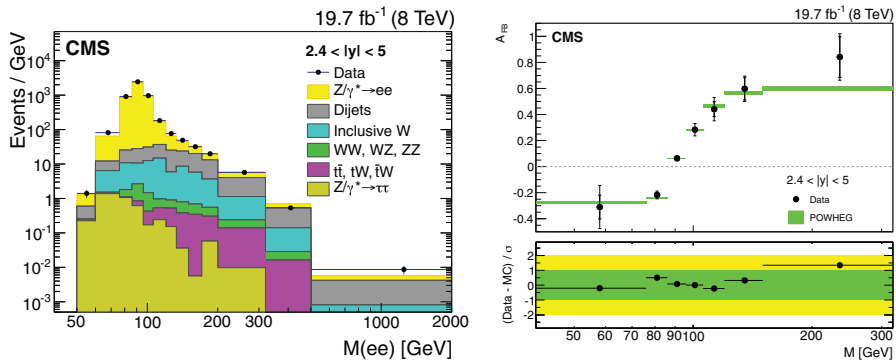 19.7 fb⁻¹ (8 TeV)
CMS
2.4 < |y| < 5
Data
Z/γ*→ee
Dijets
Inclusive W
WW, WZ, ZZ
tt̄, tW, t̄W
Z/γ*→ττ
Events / GeV
10⁴
10³
10²
10
1
10⁻¹
10⁻²
10⁻³
50 100 200 300 1000 2000
M(ee) [GeV]
19.7 fb⁻¹ (8 TeV)
A_FB
CMS
1
0.8
0.6
0.4
0.2
0
-0.2
-0.4
2.4 < |y| < 5
Data
POWHEG
(Data - MC) / σ
2
1
0
-1
-2
40 50 60 70 80 90 100 200 300
M [GeV]